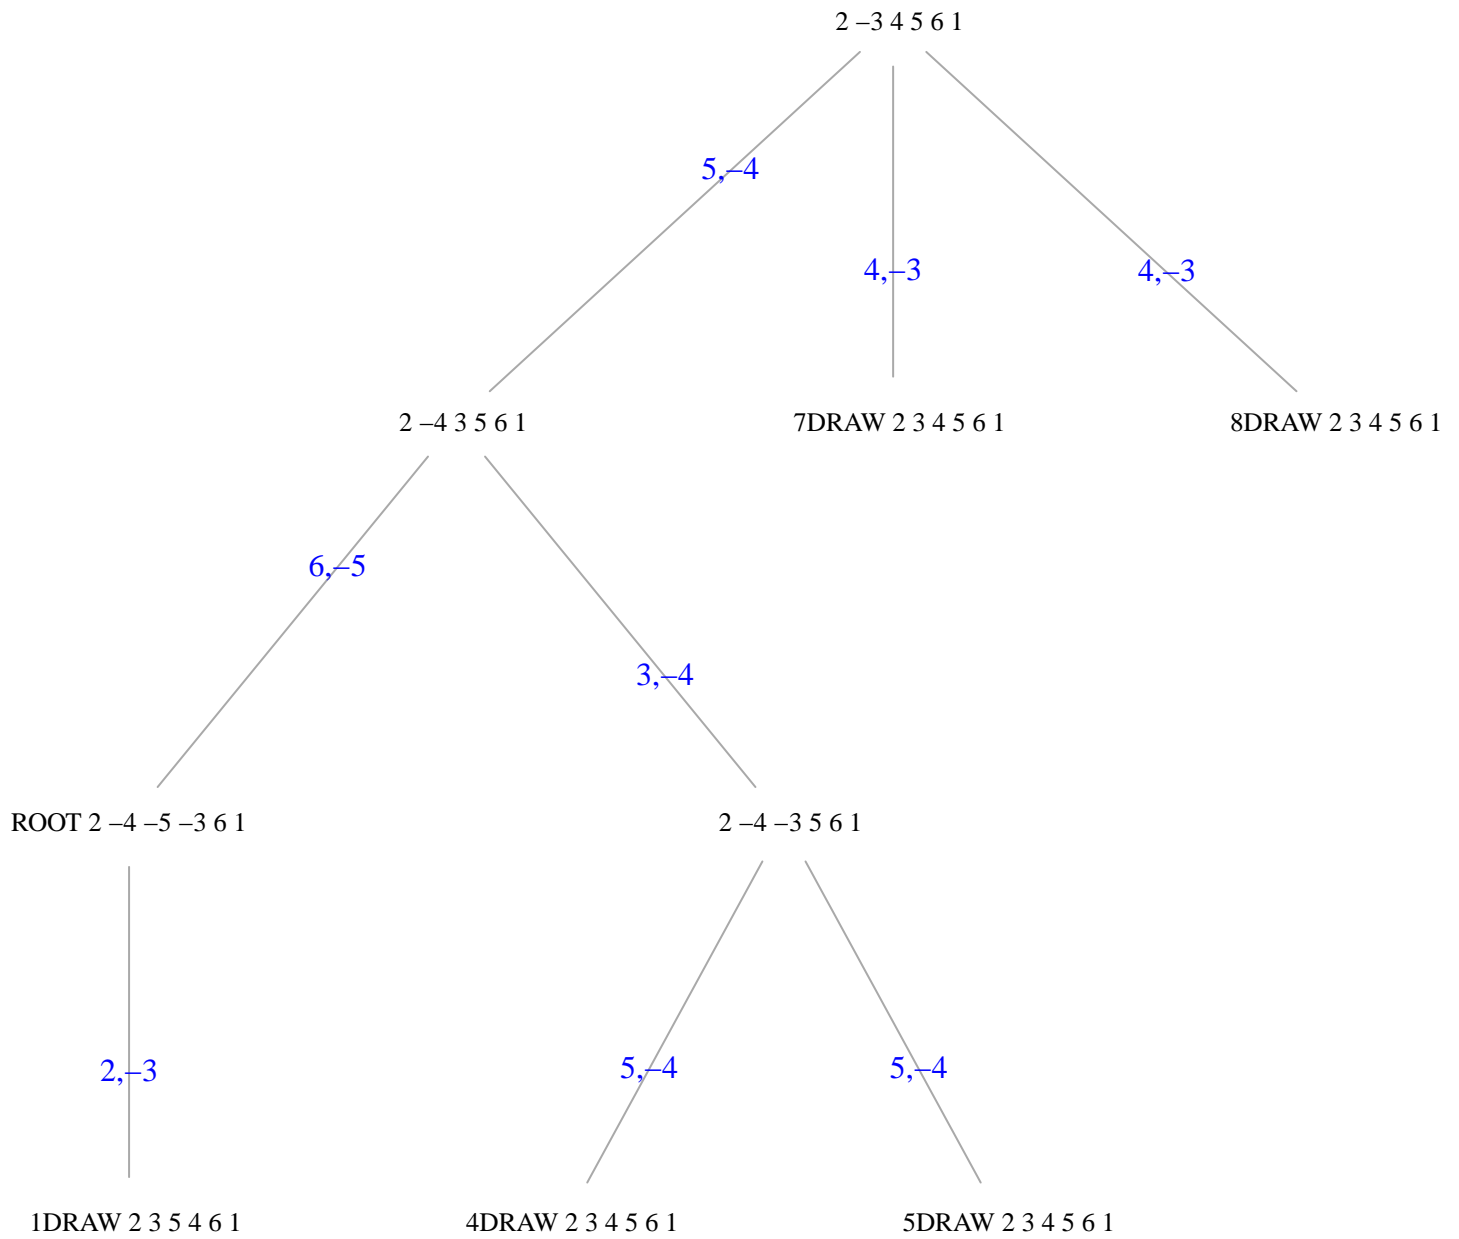 2 –3 4 5 6 1
5,–4
4,–3
4,–3
2 –4 3 5 6 1
7DRAW 2 3 4 5 6 1
8DRAW 2 3 4 5 6 1
6,–5
3,–4
ROOT 2 –4 –5 –3 6 1
2 –4 –3 5 6 1
2,–3
5,–4
5,–4
1DRAW 2 3 5 4 6 1
4DRAW 2 3 4 5 6 1
5DRAW 2 3 4 5 6 1